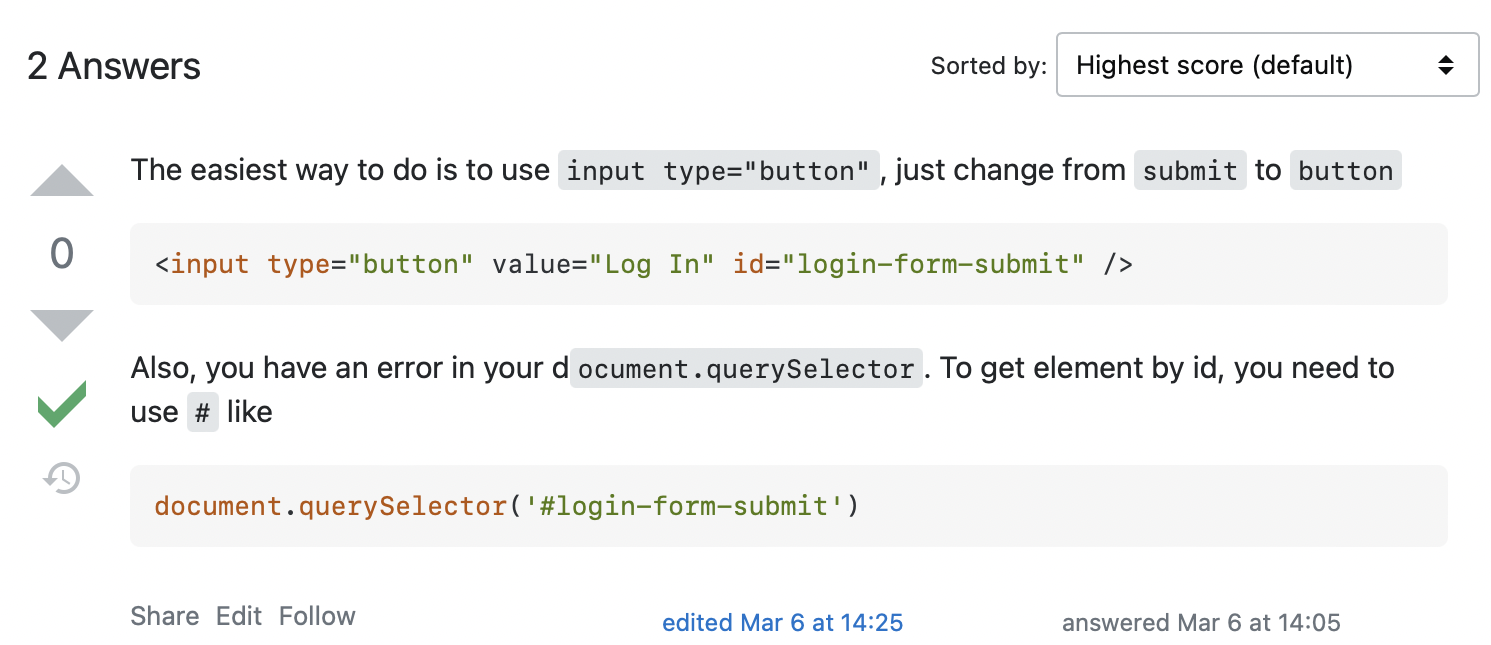 2 Answers
Sorted by: Highest score (default)
The easiest way to do is to use input type="button", just change from submit to button
0
<input type="button" value="Log In" id="login-form-submit" />
Also, you have an error in your document.querySelector. To get element by id, you need to
use # like
document.querySelector('#login-form-submit')
Share Edit Follow
edited Mar 6 at 14:25
answered Mar 6 at 14:05